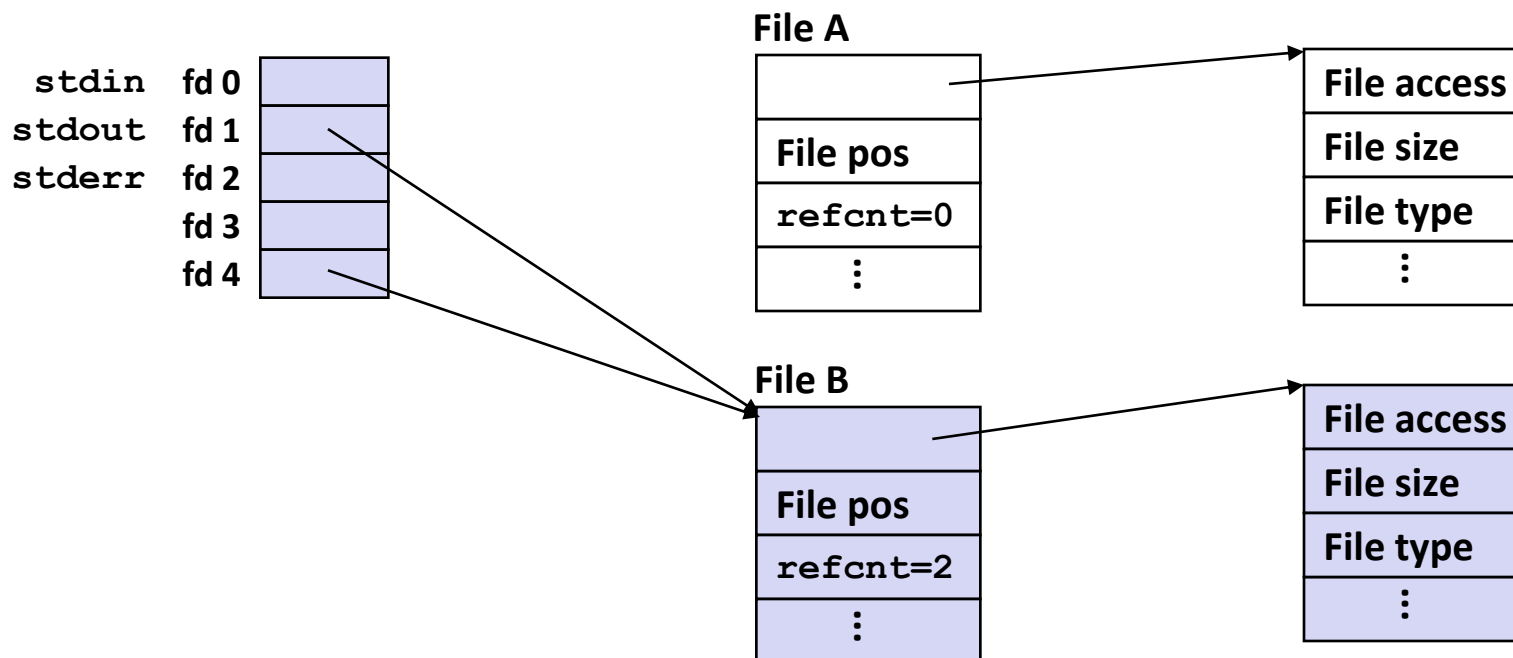 stdin fd 0
stdout fd 1
stderr fd 2
fd 3
fd 4
File A
File pos
refcnt=0
⋮
File access
File size
File type
⋮
File B
File pos
refcnt=2
⋮
File access
File size
File type
⋮